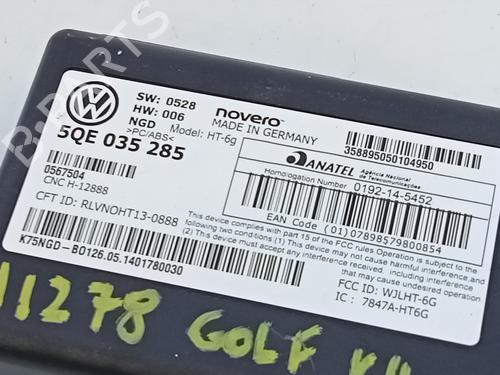 VW
SW: 0528
HW: 006
NGD
>PC/ABS<
novero
MADE IN GERMANY
Model: HT-6g
5QE 035 285
0567504
CNC H-12888
CFT ID: RLVNOHT13-0888
K75NGD-B0126.05.1401780030
358895050104950
ANATEL
Agência Nacional
de Telecomunicações
Homologation Number
0192-14-5452
EAN Code
(01)07898579800854
This device complies with part 15 of the FCC rules Operation
is subject to the following two conditions: (1) this device
may not cause harmful interference, and
(2) this device must accept any interference
received, including interference that
may cause undesired operation
FCC ID: WJLHT-6G
IC: 7847A-HT6G
11278 GOLF VII
B-PARTS